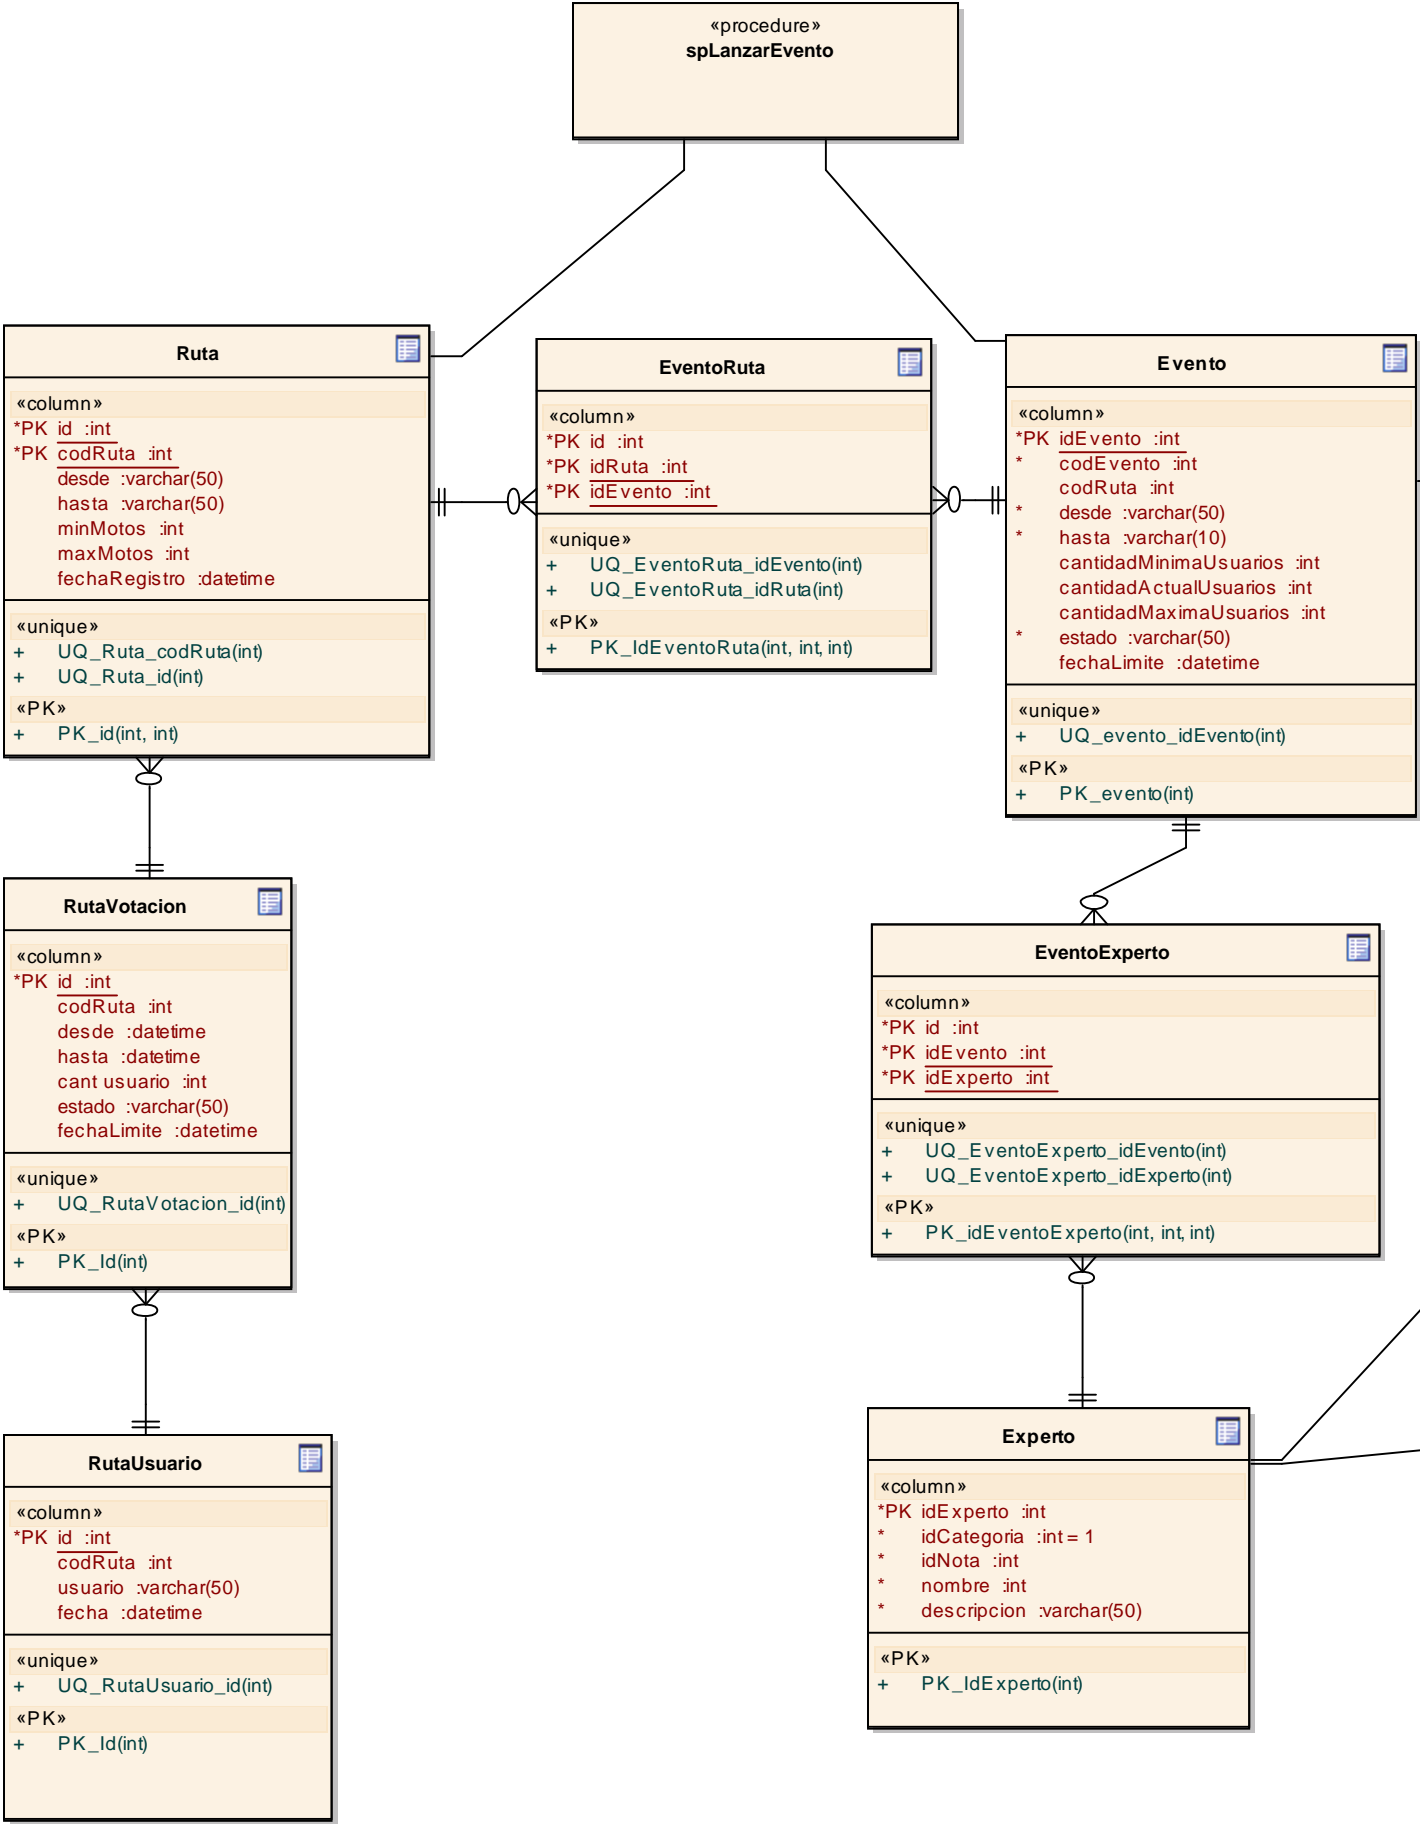 «procedure»
spLanzarEvento
Ruta
«column»
*PK id :int
*PK codRuta :int
desde :varchar(50)
hasta :varchar(50)
minMotos :int
maxMotos :int
fechaRegistro :datetime
«unique»
+ UQ_Ruta_codRuta(int)
+ UQ_Ruta_id(int)
«PK»
+ PK_id(int, int)
EventoRuta
«column»
*PK id :int
*PK idRuta :int
*PK idEvento :int
«unique»
+ UQ_EventoRuta_idEvento(int)
+ UQ_EventoRuta_idRuta(int)
«PK»
+ PK_IdEventoRuta(int, int, int)
Evento
«column»
*PK idEvento :int
* codEvento :int
codRuta :int
* desde :varchar(50)
* hasta :varchar(10)
cantidadMinimaUsuarios :int
cantidadActualUsuarios :int
cantidadMaximaUsuarios :int
* estado :varchar(50)
fechaLimite :datetime
«unique»
+ UQ_evento_idEvento(int)
«PK»
+ PK_evento(int)
RutaVotacion
«column»
*PK id :int
codRuta :int
desde :datetime
hasta :datetime
cant usuario :int
estado :varchar(50)
fechaLimite :datetime
«unique»
+ UQ_RutaVotacion_id(int)
«PK»
+ PK_Id(int)
EventoExperto
«column»
*PK id :int
*PK idEvento :int
*PK idExperto :int
«unique»
+ UQ_EventoExperto_idEvento(int)
+ UQ_EventoExperto_idExperto(int)
«PK»
+ PK_idEventoExperto(int, int, int)
RutaUsuario
«column»
*PK id :int
codRuta :int
usuario :varchar(50)
fecha :datetime
«unique»
+ UQ_RutaUsuario_id(int)
«PK»
+ PK_Id(int)
Experto
«column»
*PK idExperto :int
* idCategoria :int = 1
* idNota :int
* nombre :int
* descripcion :varchar(50)
«PK»
+ PK_IdExperto(int)